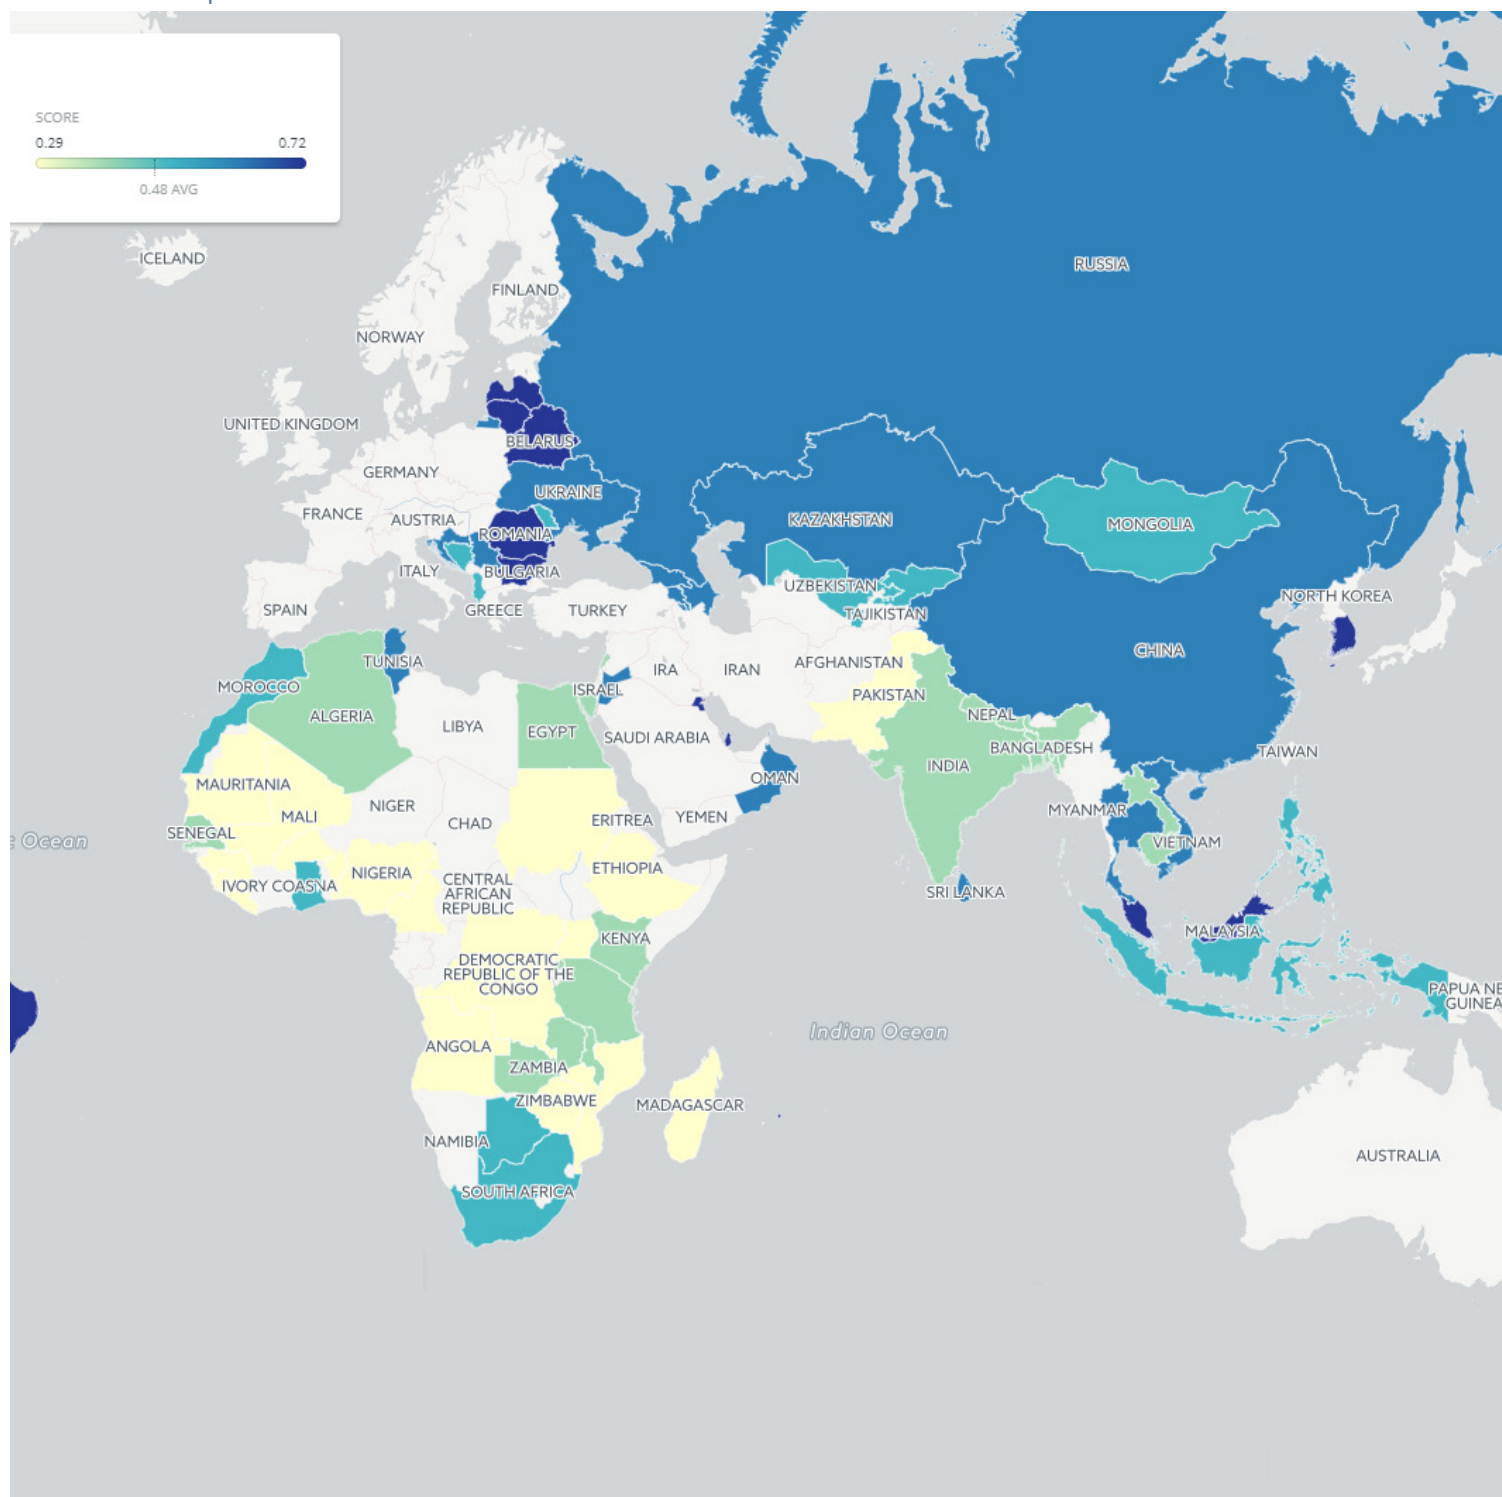 SCORE
0.29 0.72
0.48 AVG
ICELAND
RUSSIA
FINLAND
NORWAY
UNITED KINGDOM
BELARUS
GERMANY
UKRAINE
FRANCE
AUSTRIA
KAZAKHSTAN
MONGOLIA
ROMANIA
ITALY
BULGARIA
UZBEKISTAN
NORTH KOREA
SPAIN
GREECE
TURKEY
TAJIKISTAN
CHINA
TUNISIA
IRA
IRAN
AFGHANISTAN
MOROCCO
ISRAEL
PAKISTAN
ALGERIA
LIBYA
EGYPT
SAUDI ARABIA
NEPAL
BANGLADESH
TAIWAN
INDIA
OMAN
MAURITANIA
NIGER
MALI
CHAD
ERITREA
YEMEN
MYANMAR
SENEGAL
c Ocean
VIETNAM
NIGERIA
ETHIOPIA
IVORY COASNA
CENTRAL
AFRICAN
REPUBLIC
SRI LANKA
KENYA
MALAYSIA
DEMOCRATIC
REPUBLIC OF THE
CONGO
PAPUA NE
GUINEA
Indian Ocean
ANGOLA
ZAMBIA
ZIMBABWE
MADAGASCAR
NAMIBIA
AUSTRALIA
SOUTH AFRICA